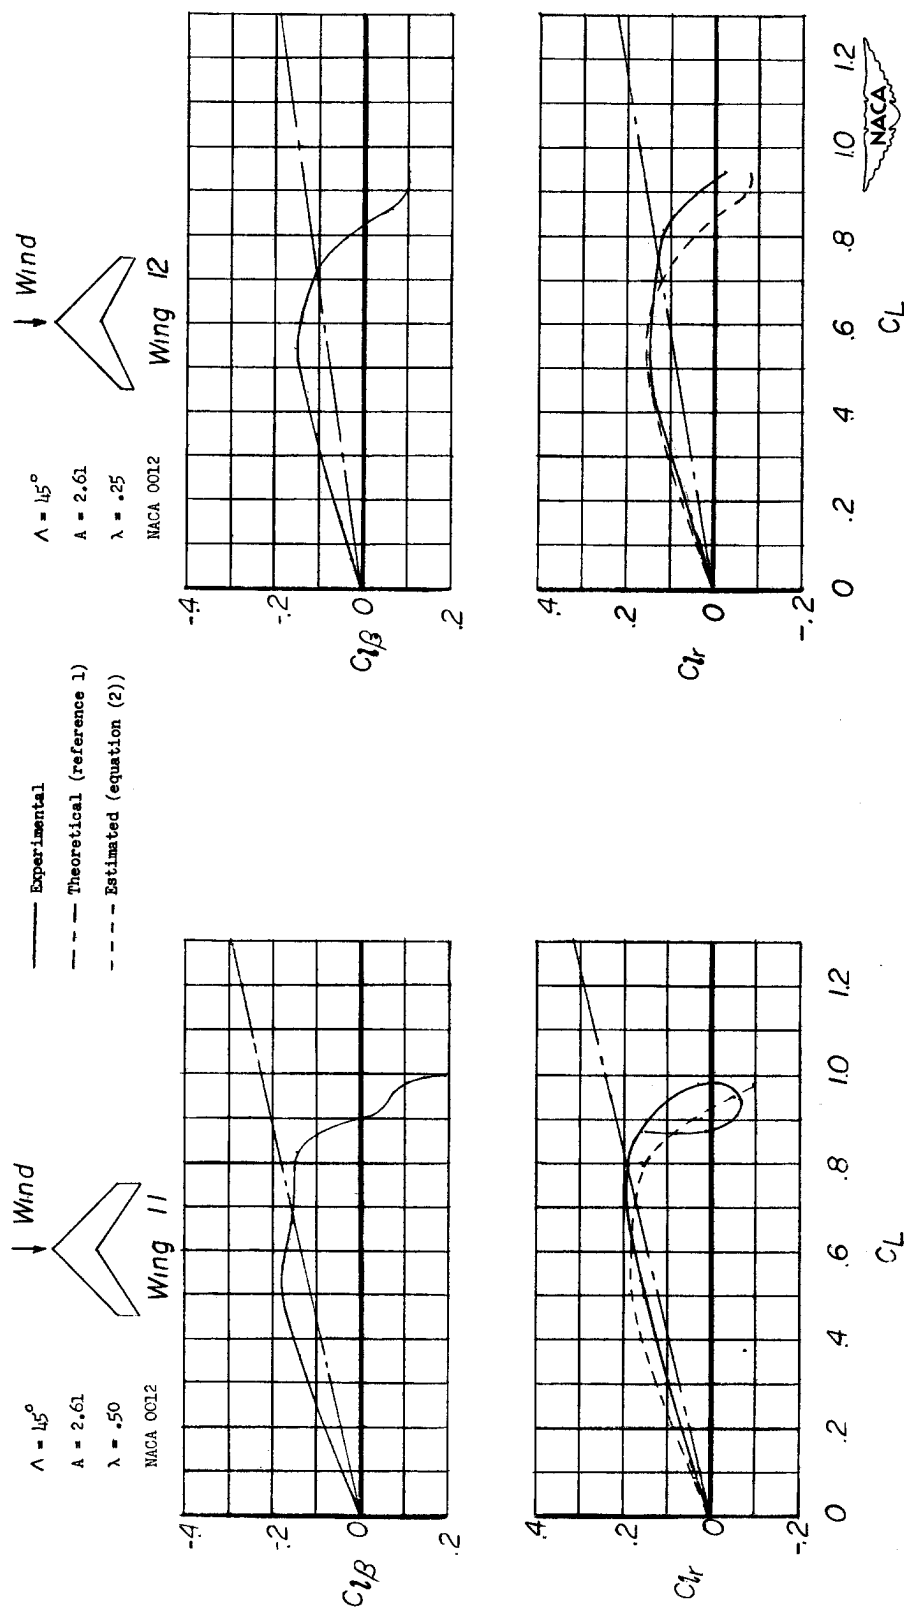 Λ = 45°
A = 2.61
λ = .50
NACA 0012
Wind
Wing 11
Experimental
Theoretical (reference 1)
Estimated (equation (2))
Λ = 45°
A = 2.61
λ = .25
NACA 0012
Wind
Wing 12
-.4
-.2
0
.2
Clβ
-.4
-.2
0
.2
Clβ
.4
.2
0
-.2
Clr
0 .2 .4 .6 .8 1.0 1.2
CL
.4
.2
0
-.2
Clr
0 .2 .4 .6 .8 1.0 1.2
CL
NACA